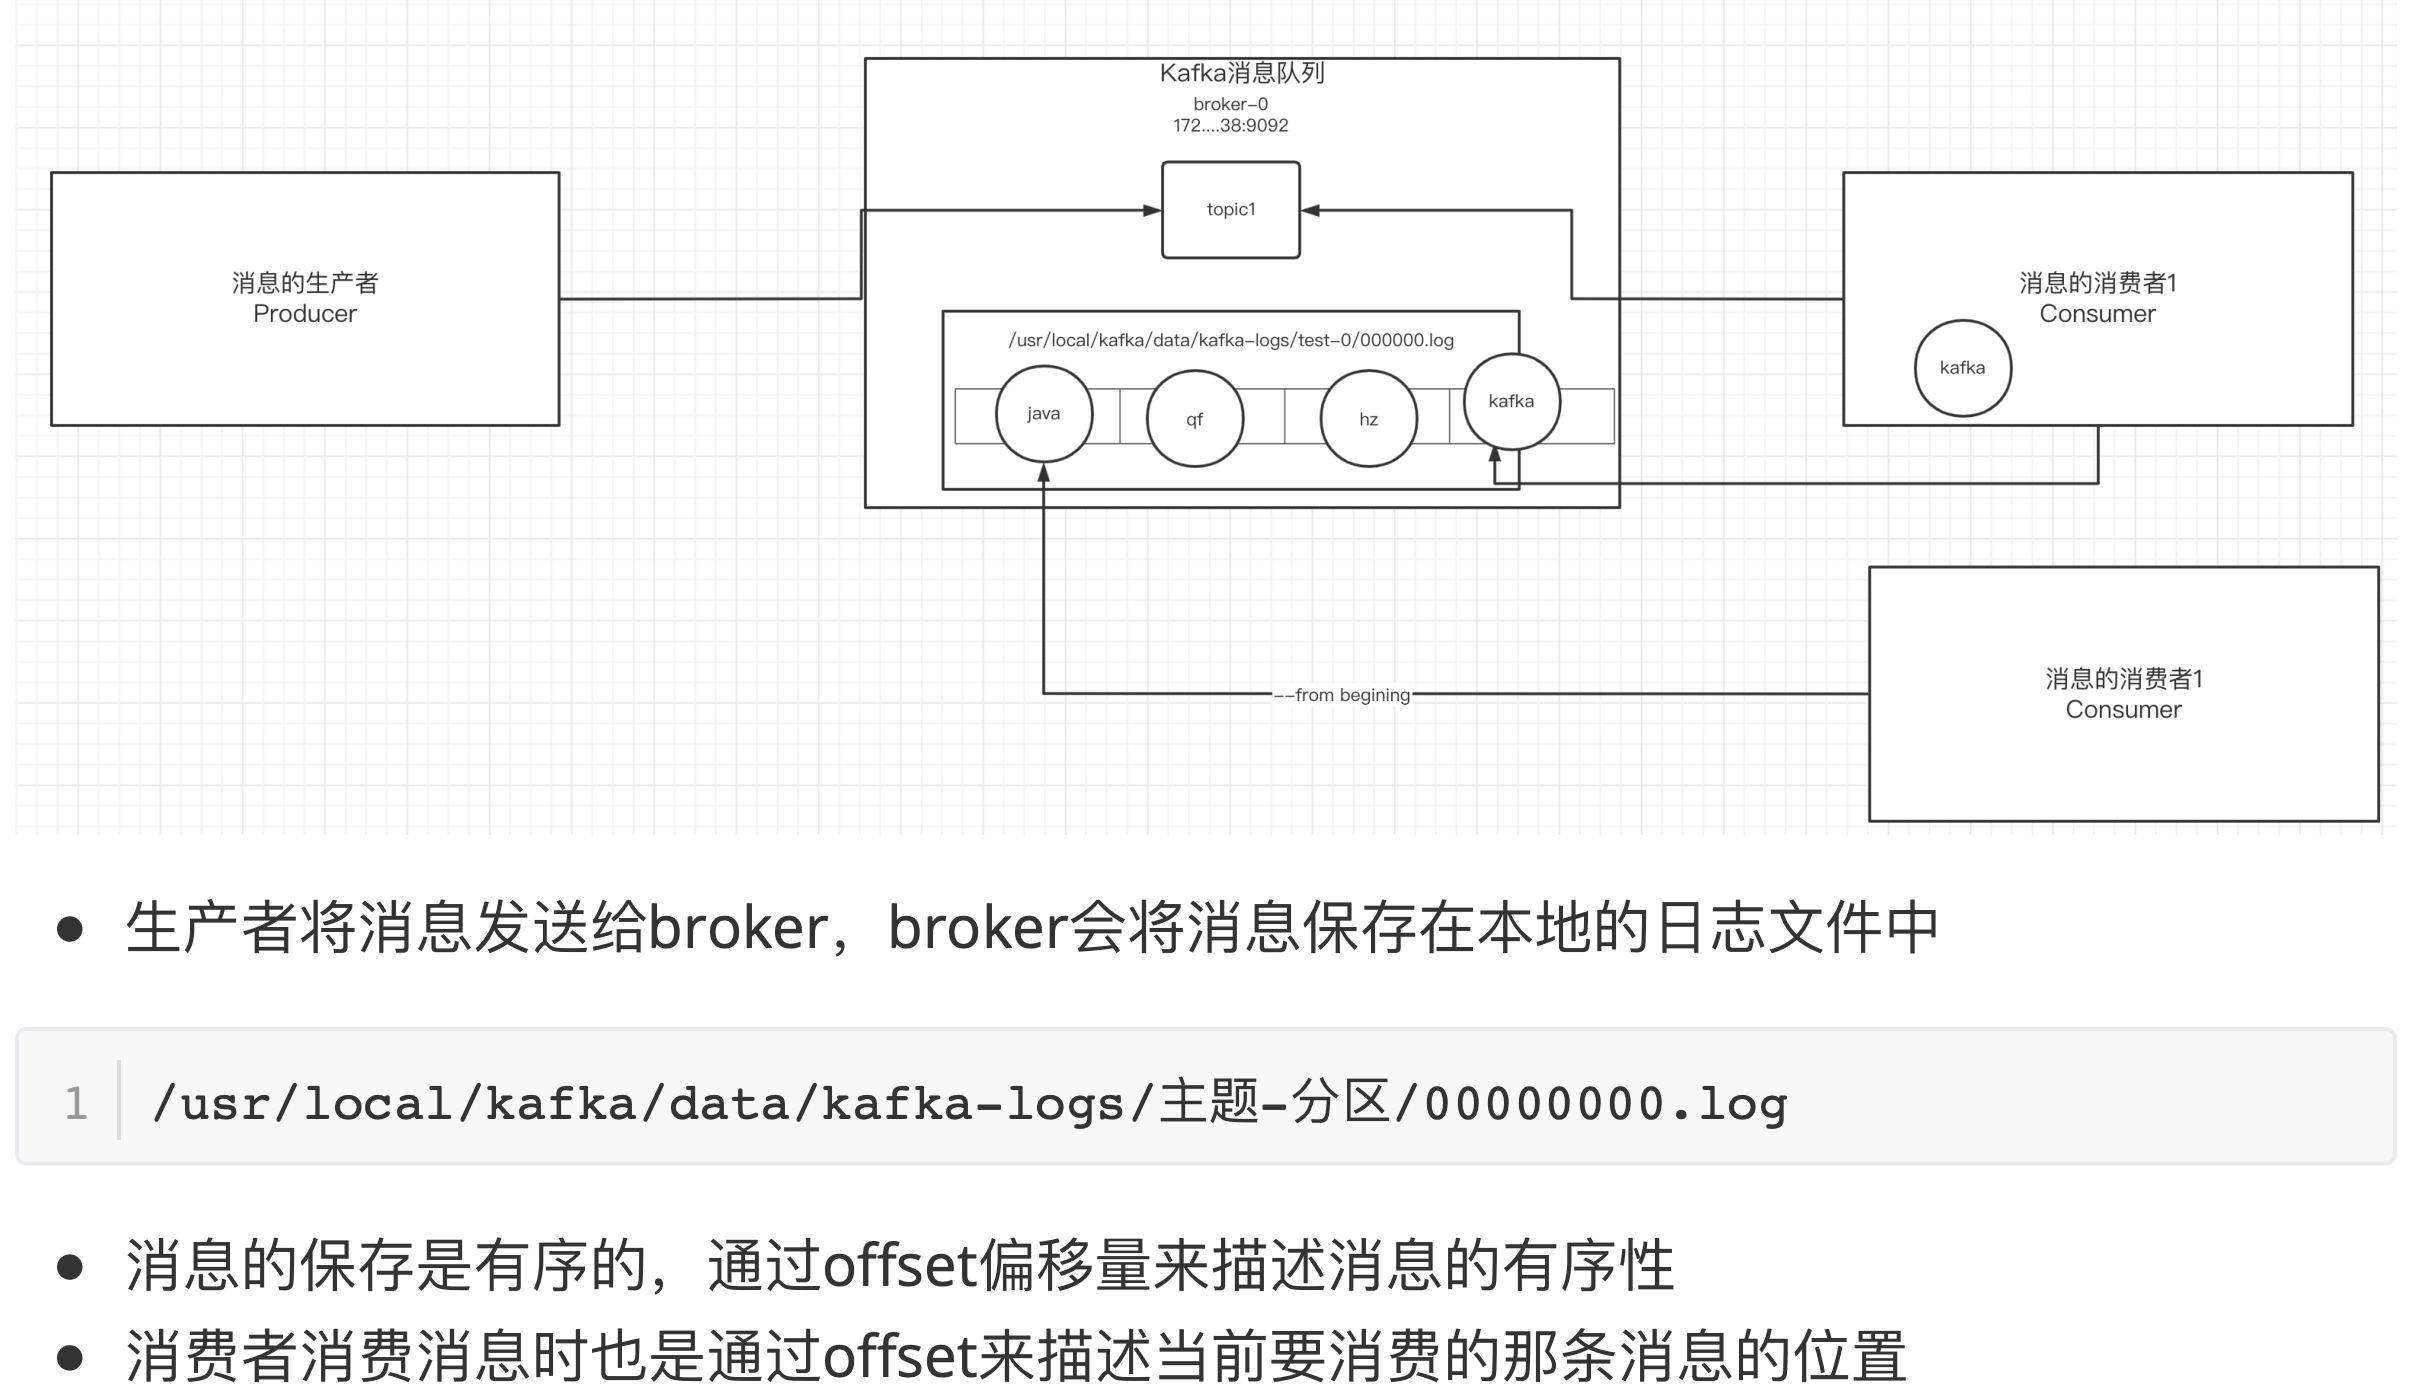 Kafka消息队列
broker-0
172....38:9092
topic1
消息的生产者
Producer
消息的消费者1
Consumer
kafka
/usr/local/kafka/data/kafka-logs/test-0/000000.log
java
qf
hz
kafka
--from begining
消息的消费者1
Consumer
生产者将消息发送给broker，broker会将消息保存在本地的日志文件中
1 /usr/local/kafka/data/kafka-logs/主题-分区/00000000.log
消息的保存是有序的，通过offset偏移量来描述消息的有序性
消费者消费消息时也是通过offset来描述当前要消费的那条消息的位置